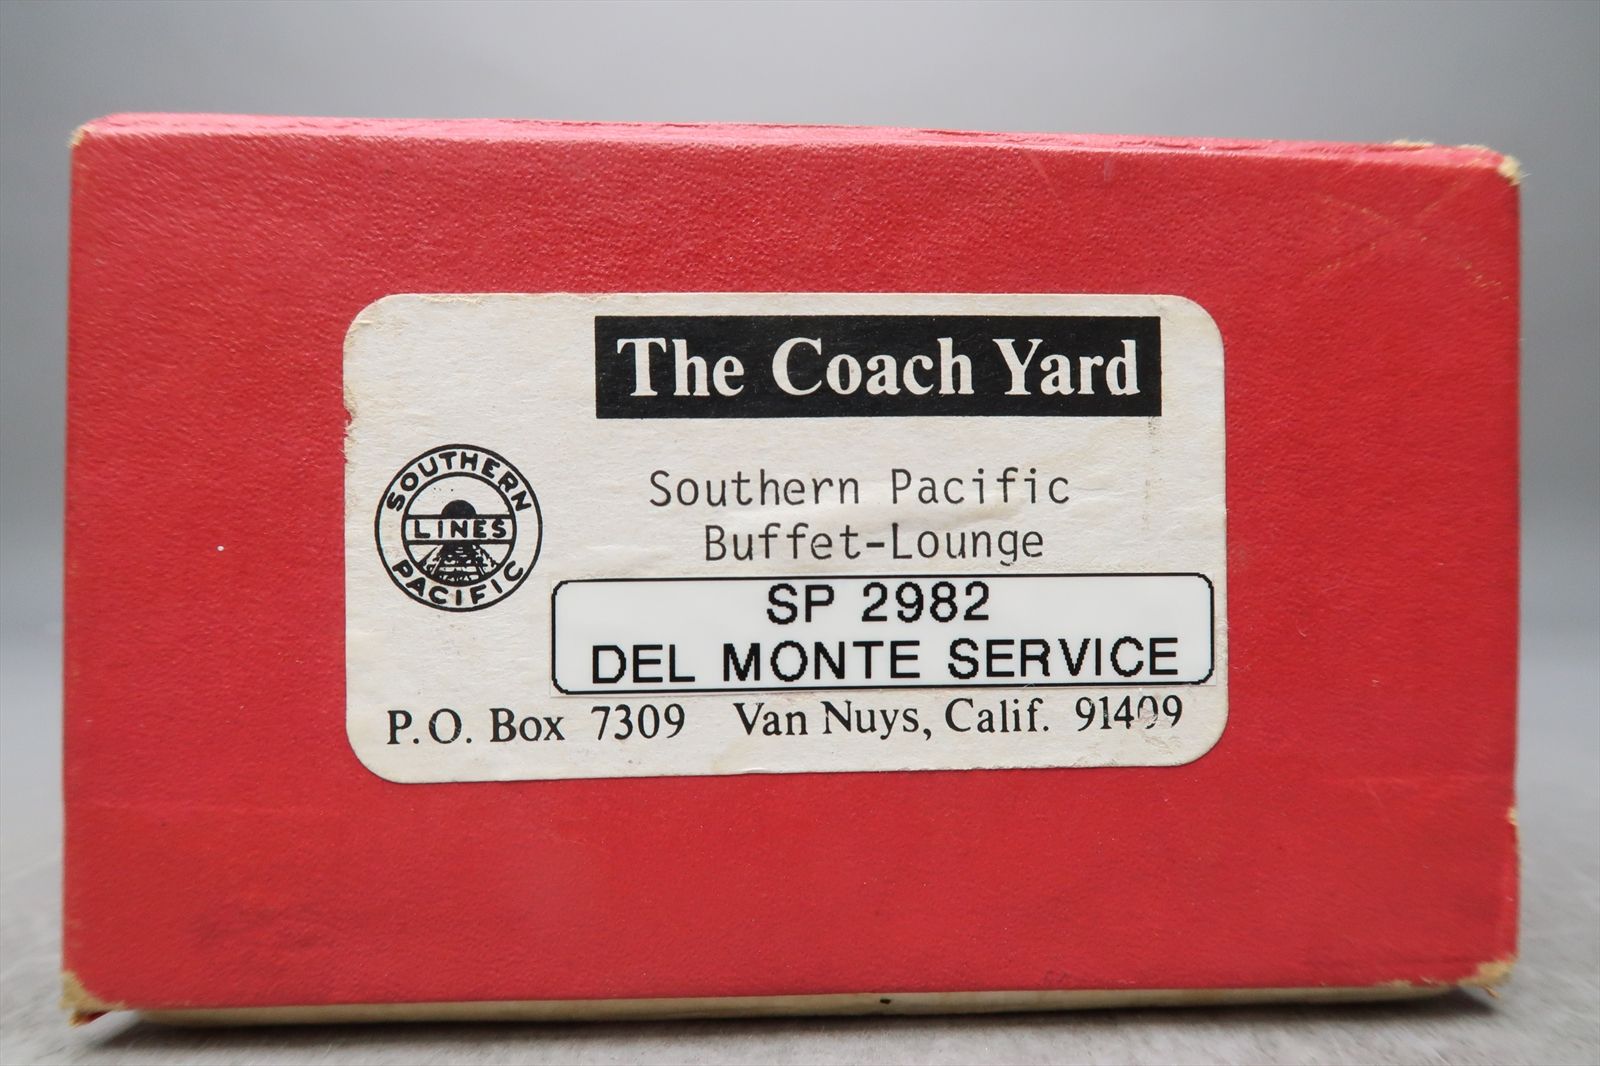 The Coach Yard
SOUTHERN
LINES
PACIFIC
Southern Pacific
Buffet-Lounge
SP 2982
DEL MONTE SERVICE
P.O. Box 7309 Van Nuys, Calif. 91409